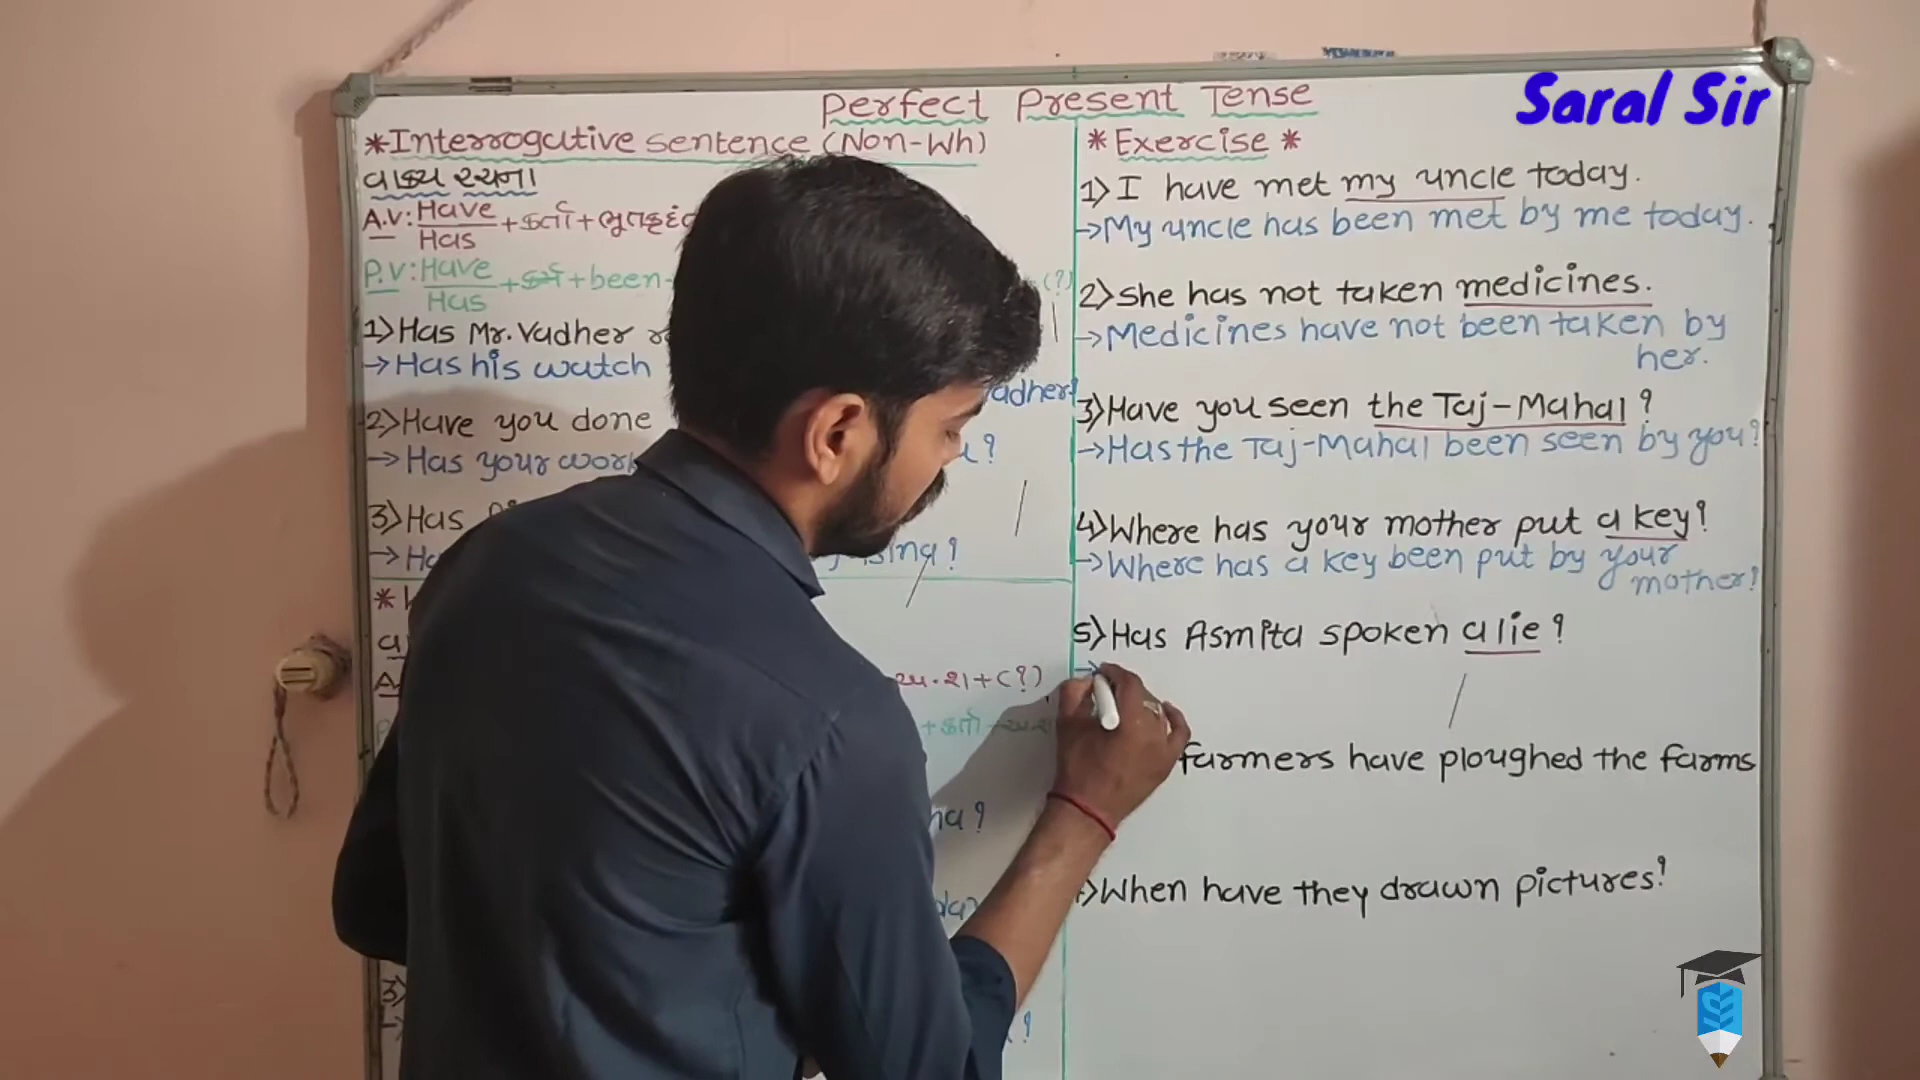 Perfect Present Tense
Saral Sir
*Interrogative sentence (Non-Wh)
વાક્ય રચના
A.V: Have
Has
+કર્તા+ભૂતકૃદં
P.V: Have
Has
+કર્મ+been
(?)
1)Has Mr.Vadher
→Has his watch
adher?
2)Have you done
→Has your work
?
3)Has
→Ha
?
*
+(?)
+કર્તા
?
3)
?
*Exercise*
1)I have met my uncle today.
→My uncle has been met by me today.
2)She has not taken medicines.
→Medicines have not been taken by
her.
3)Have you seen the Taj-Mahal?
→Has the Taj-Mahal been seen by you?
4)Where has your mother put a key?
→Where has a key been put by your
mother?
5)Has Asmita spoken a lie?
→
farmers have ploughed the farms
)When have they drawn pictures?